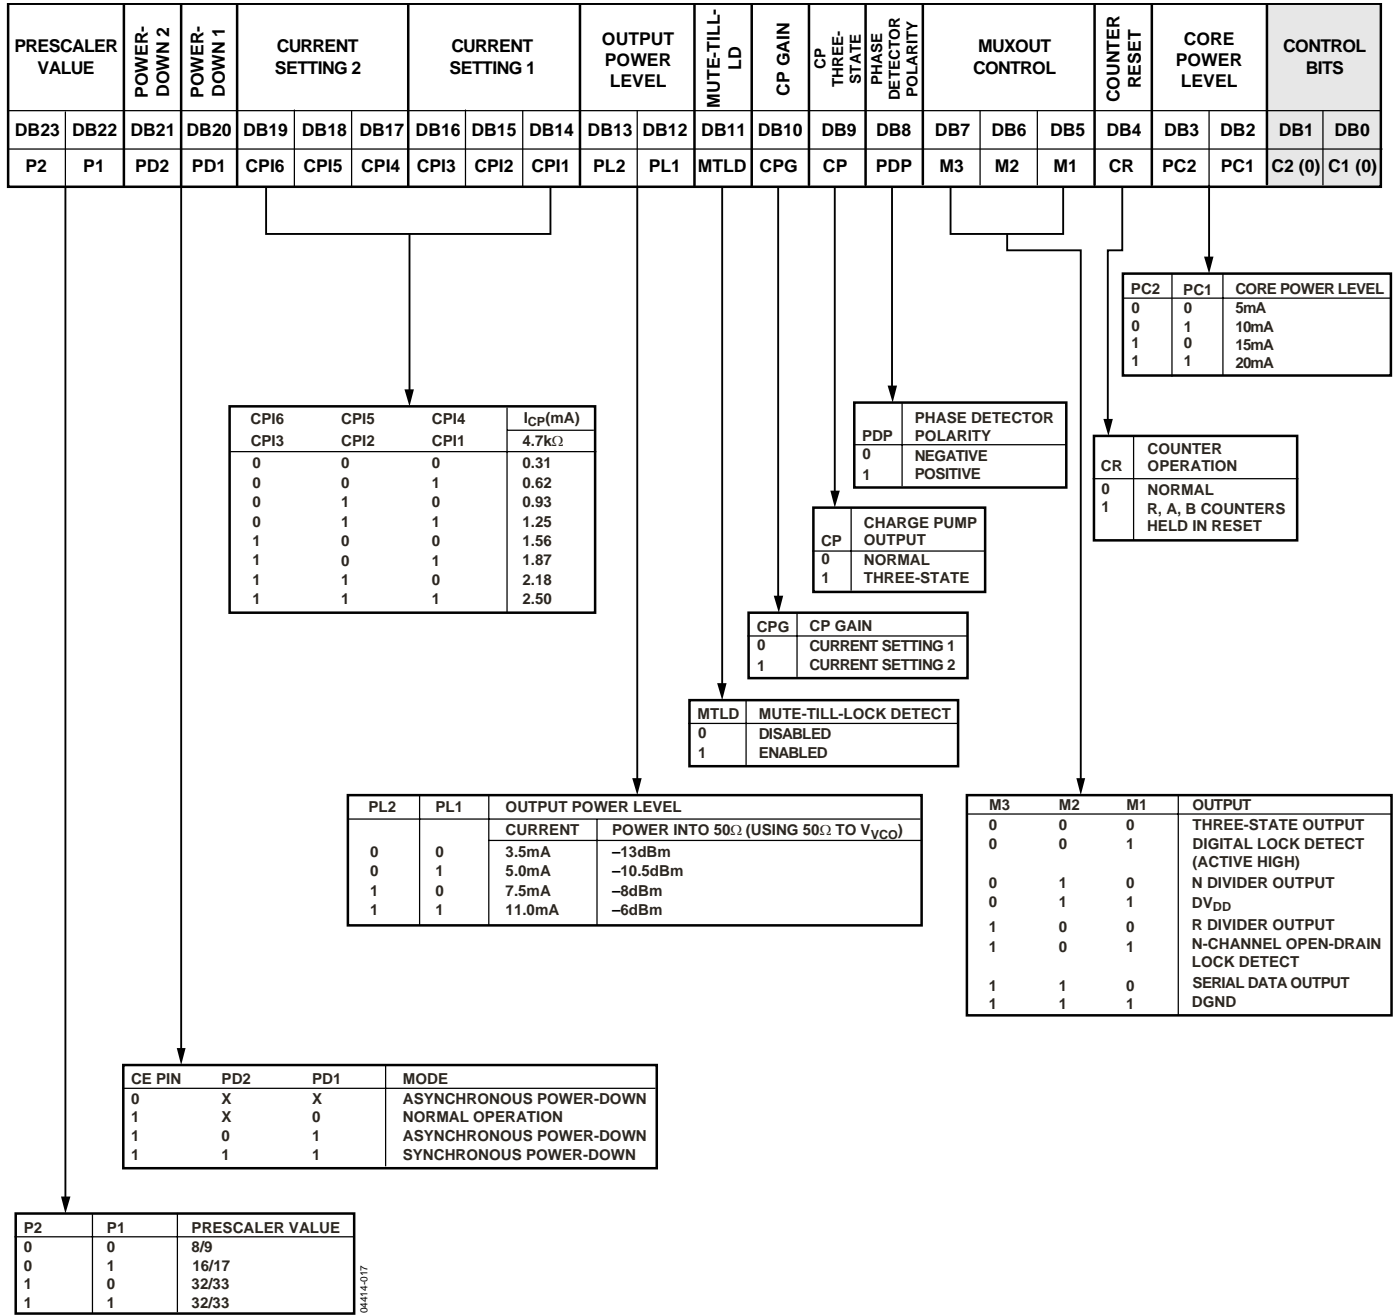 PRESCALER VALUE
POWER-DOWN 2
POWER-DOWN 1
CURRENT SETTING 2
CURRENT SETTING 1
OUTPUT POWER LEVEL
MUTE-TILL-LD
CP GAIN
CP THREE-STATE
PHASE DETECTOR POLARITY
MUXOUT CONTROL
COUNTER RESET
CORE POWER LEVEL
CONTROL BITS
DB23 DB22 DB21 DB20 DB19 DB18 DB17 DB16 DB15 DB14 DB13 DB12 DB11 DB10 DB9 DB8 DB7 DB6 DB5 DB4 DB3 DB2 DB1 DB0
P2 P1 PD2 PD1 CPI6 CPI5 CPI4 CPI3 CPI2 CPI1 PL2 PL1 MTLD CPG CP PDP M3 M2 M1 CR PC2 PC1 C2 (0) C1 (0)
PC2 PC1 CORE POWER LEVEL
0 0 5mA
0 1 10mA
1 0 15mA
1 1 20mA
CPI6 CPI5 CPI4 ICP(mA)
CPI3 CPI2 CPI1 4.7kΩ
0 0 0 0.31
0 0 1 0.62
0 1 0 0.93
0 1 1 1.25
1 0 0 1.56
1 0 1 1.87
1 1 0 2.18
1 1 1 2.50
PHASE DETECTOR
PDP POLARITY
0 NEGATIVE
1 POSITIVE
COUNTER
CR OPERATION
0 NORMAL
1 R, A, B COUNTERS
HELD IN RESET
CHARGE PUMP
CP OUTPUT
0 NORMAL
1 THREE-STATE
CPG CP GAIN
0 CURRENT SETTING 1
1 CURRENT SETTING 2
MTLD MUTE-TILL-LOCK DETECT
0 DISABLED
1 ENABLED
PL2 PL1 OUTPUT POWER LEVEL
CURRENT POWER INTO 50Ω (USING 50Ω TO VVCO)
0 0 3.5mA –13dBm
0 1 5.0mA –10.5dBm
1 0 7.5mA –8dBm
1 1 11.0mA –6dBm
M3 M2 M1 OUTPUT
0 0 0 THREE-STATE OUTPUT
0 0 1 DIGITAL LOCK DETECT
(ACTIVE HIGH)
0 1 0 N DIVIDER OUTPUT
0 1 1 DVDD
1 0 0 R DIVIDER OUTPUT
1 0 1 N-CHANNEL OPEN-DRAIN
LOCK DETECT
1 1 0 SERIAL DATA OUTPUT
1 1 1 DGND
CE PIN PD2 PD1 MODE
0 X X ASYNCHRONOUS POWER-DOWN
1 X 0 NORMAL OPERATION
1 0 1 ASYNCHRONOUS POWER-DOWN
1 1 1 SYNCHRONOUS POWER-DOWN
P2 P1 PRESCALER VALUE
0 0 8/9
0 1 16/17
1 0 32/33
1 1 32/33
04414-017